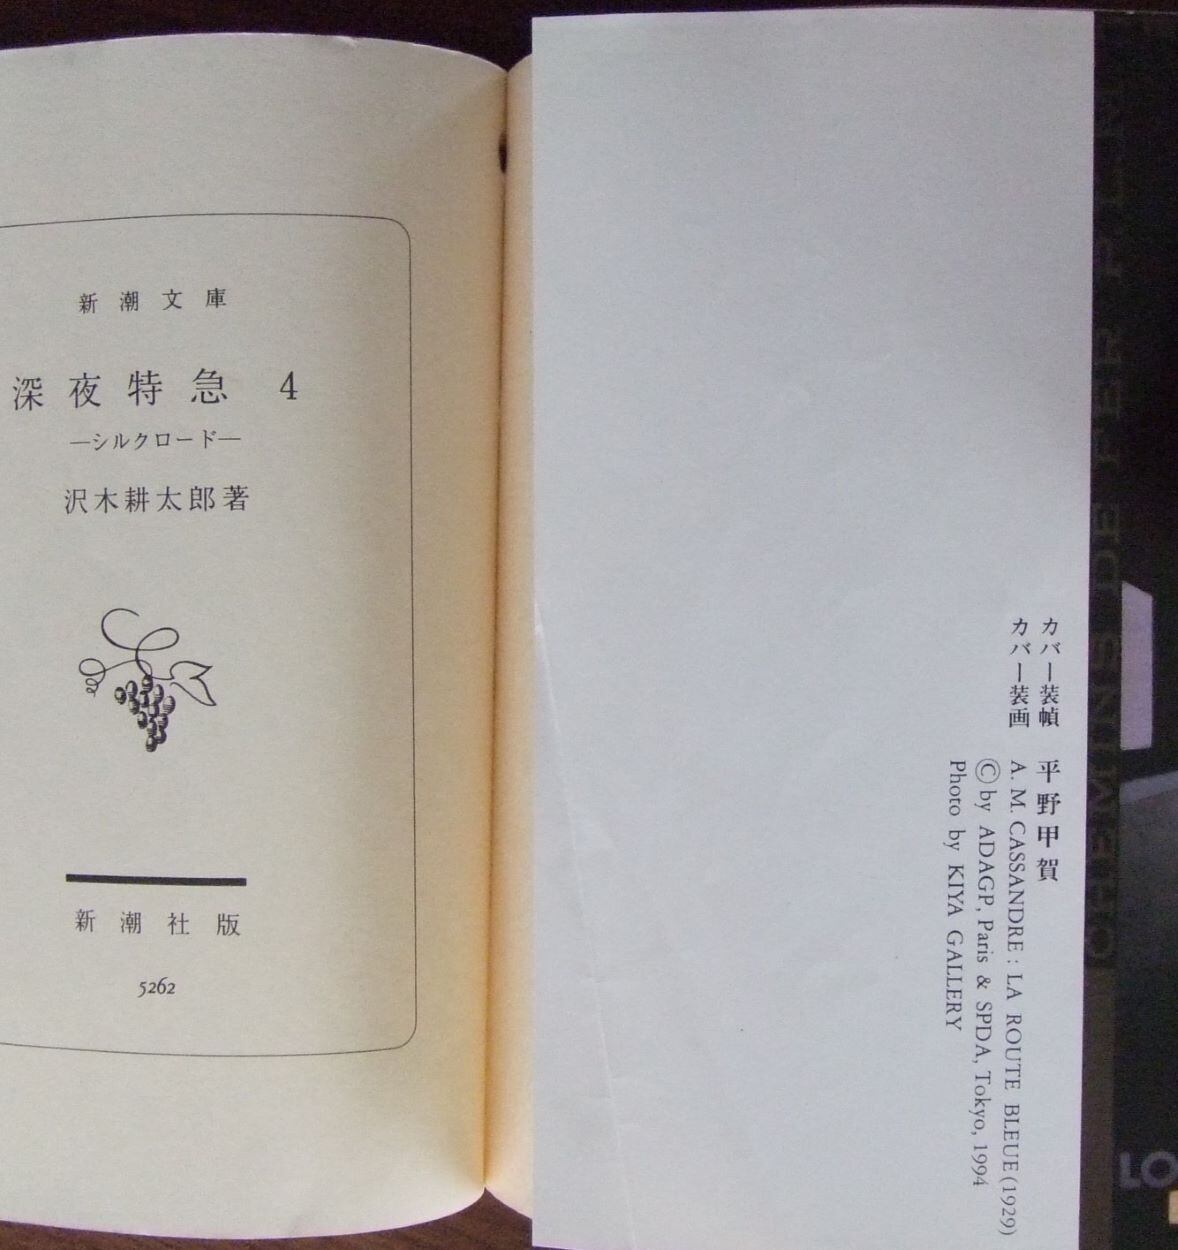 新潮文庫
深夜特急 4
―シルクロード―
沢木耕太郎著
新潮社版
5262
カバー装幀 平野甲賀
カバー装画 A. M. CASSANDRE : LA ROUTE BLEUE (1929)
©by ADAGP, Paris & SPDA, Tokyo, 1994
Photo by KIYA GALLERY
LO